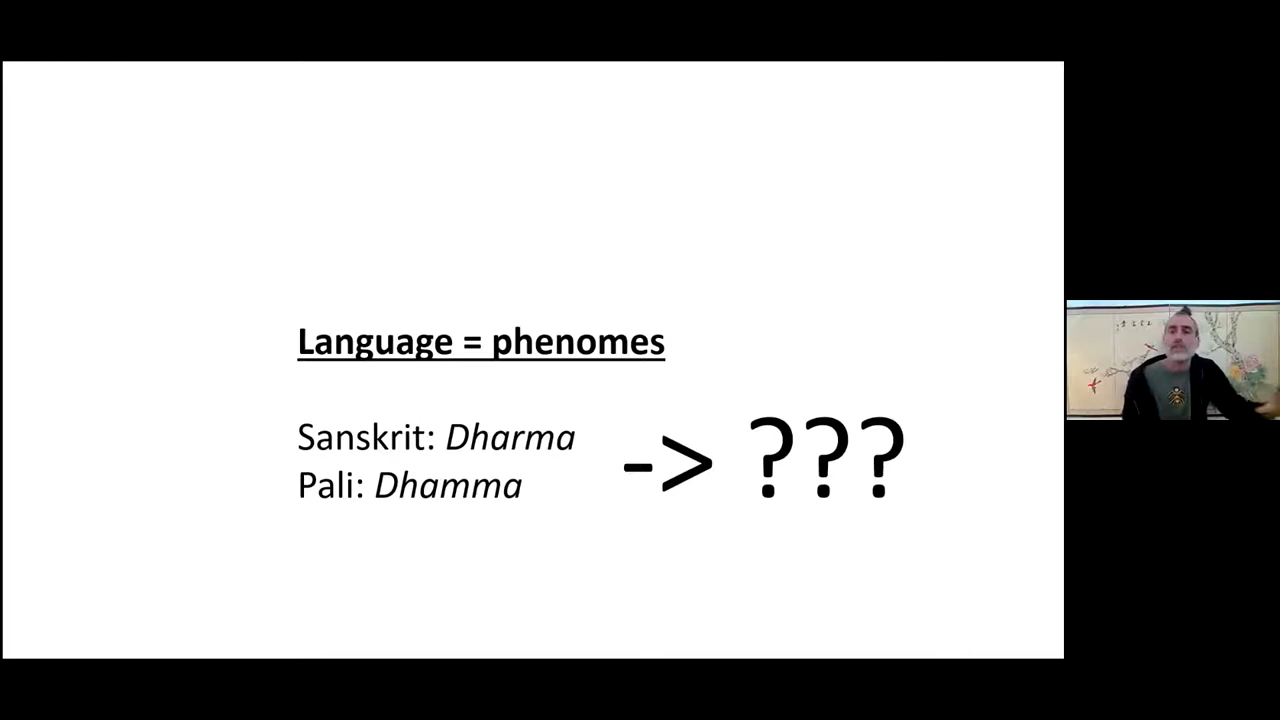 Language = phenomes
Sanskrit: Dharma
Pali: Dhamma
-> ???